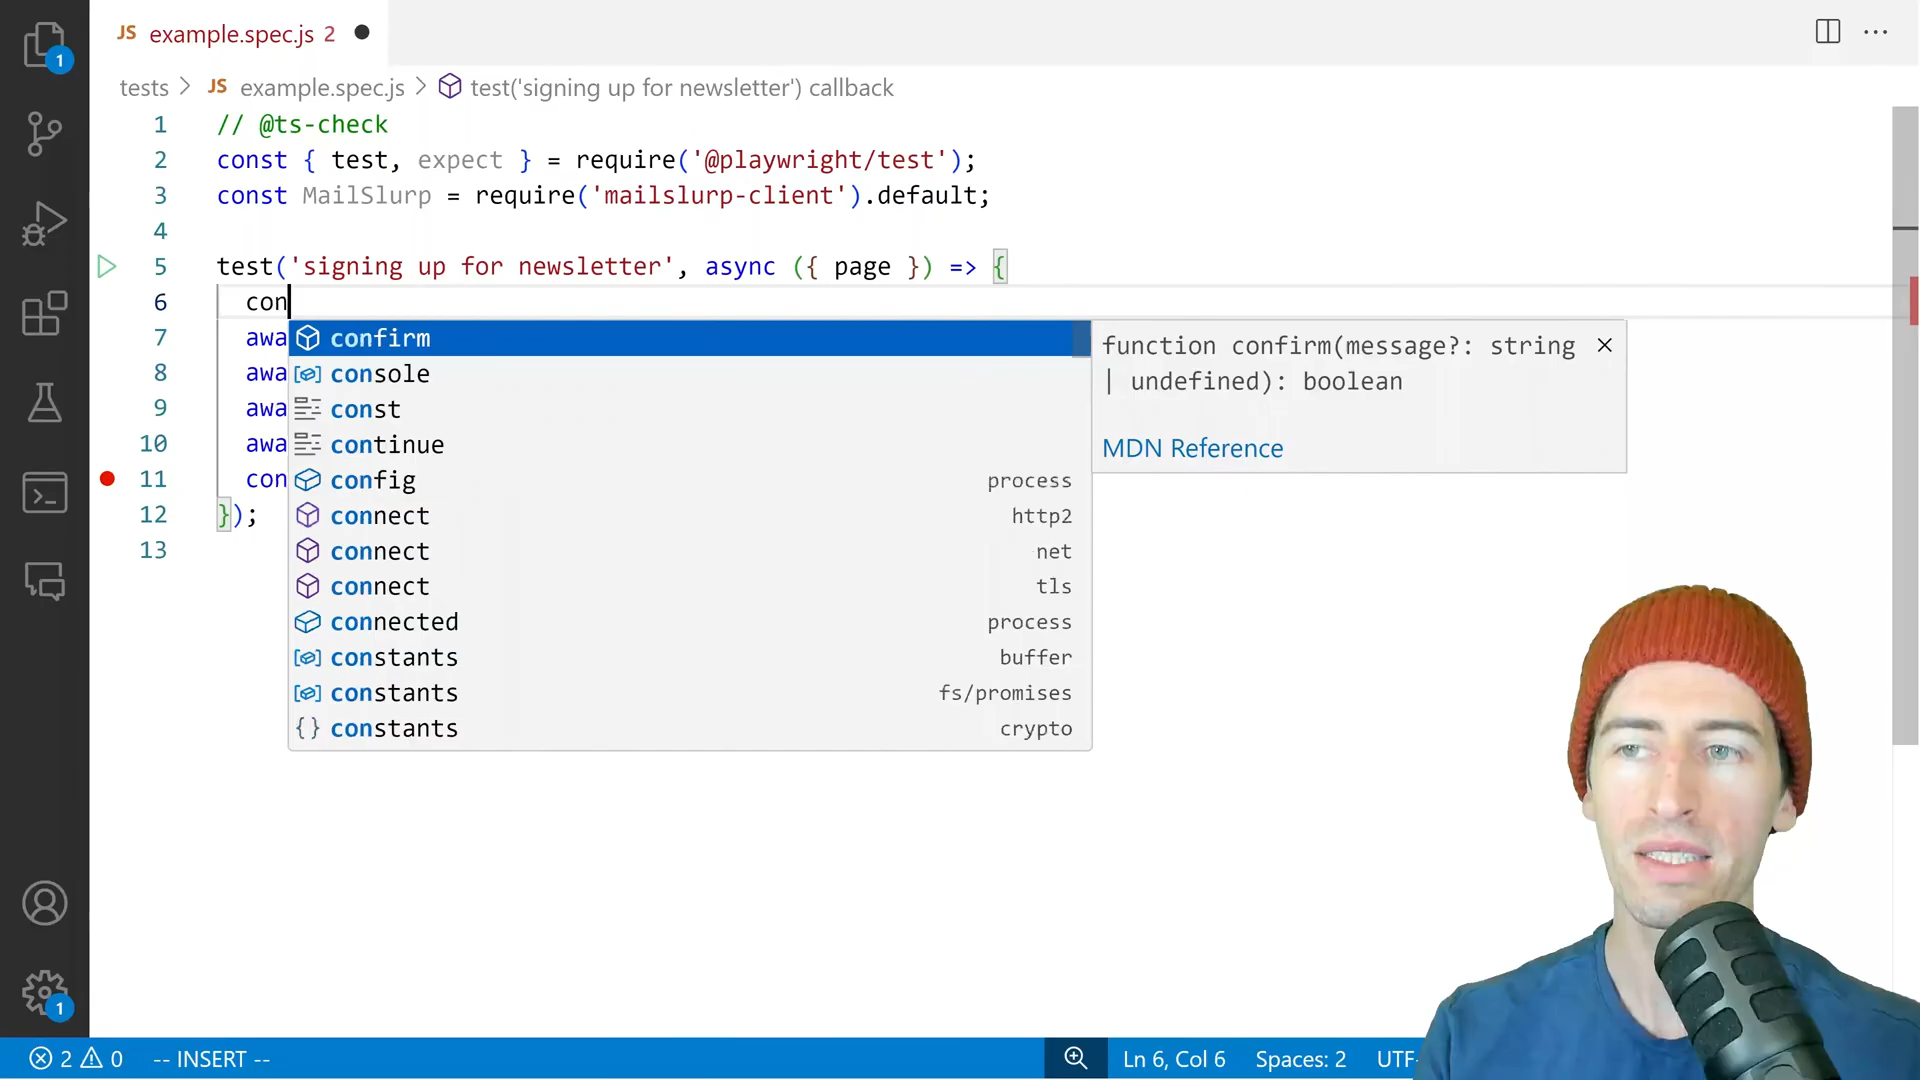 JS example.spec.js 2
1
tests > JS example.spec.js > test('signing up for newsletter') callback
1 // @ts-check
2 const { test, expect } = require('@playwright/test');
3 const MailSlurp = require('mailslurp-client').default;
4
5 test('signing up for newsletter', async ({ page }) => {
6 con
7 awa
8 awa
9 awa
10 awa
11 con
12 });
13
confirm
console
const
continue
config process
connect http2
connect net
connect tls
connected process
constants buffer
constants fs/promises
constants crypto
function confirm(message?: string
| undefined): boolean
MDN Reference
1
2 0 -- INSERT -- Ln 6, Col 6 Spaces: 2 UTF-